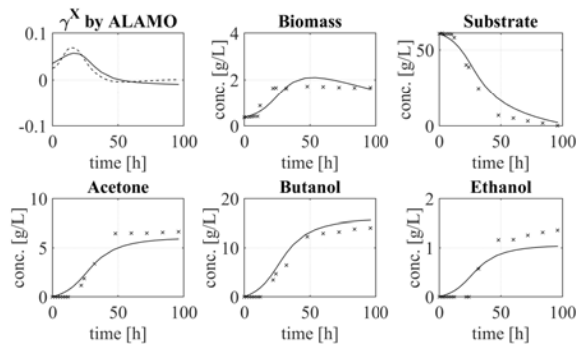 γ^X by ALAMO
0.1
0
-0.1
0 50 100
time [h]
Biomass
conc. [g/L]
4
2
0
0 50 100
time [h]
Substrate
conc. [g/L]
50
0
0 50 100
time [h]
Acetone
conc. [g/L]
10
5
0
0 50 100
time [h]
Butanol
conc. [g/L]
20
10
0
0 50 100
time [h]
Ethanol
conc. [g/L]
2
1
0
0 50 100
time [h]